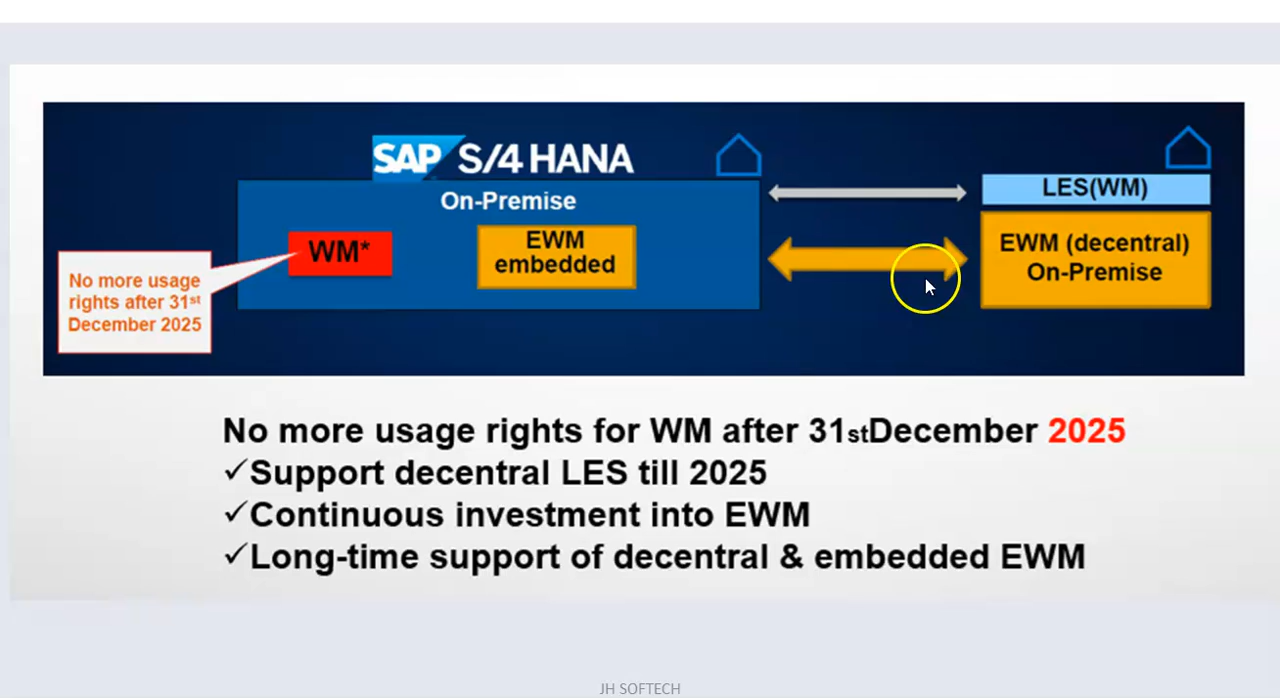 SAP S/4 HANA
On-Premise
LES(WM)
WM*
EWM
embedded
EWM (decentral)
On-Premise
No more usage
rights after 31st
December 2025
No more usage rights for WM after 31stDecember 2025
✓Support decentral LES till 2025
✓Continuous investment into EWM
✓Long-time support of decentral & embedded EWM
JH SOFTECH